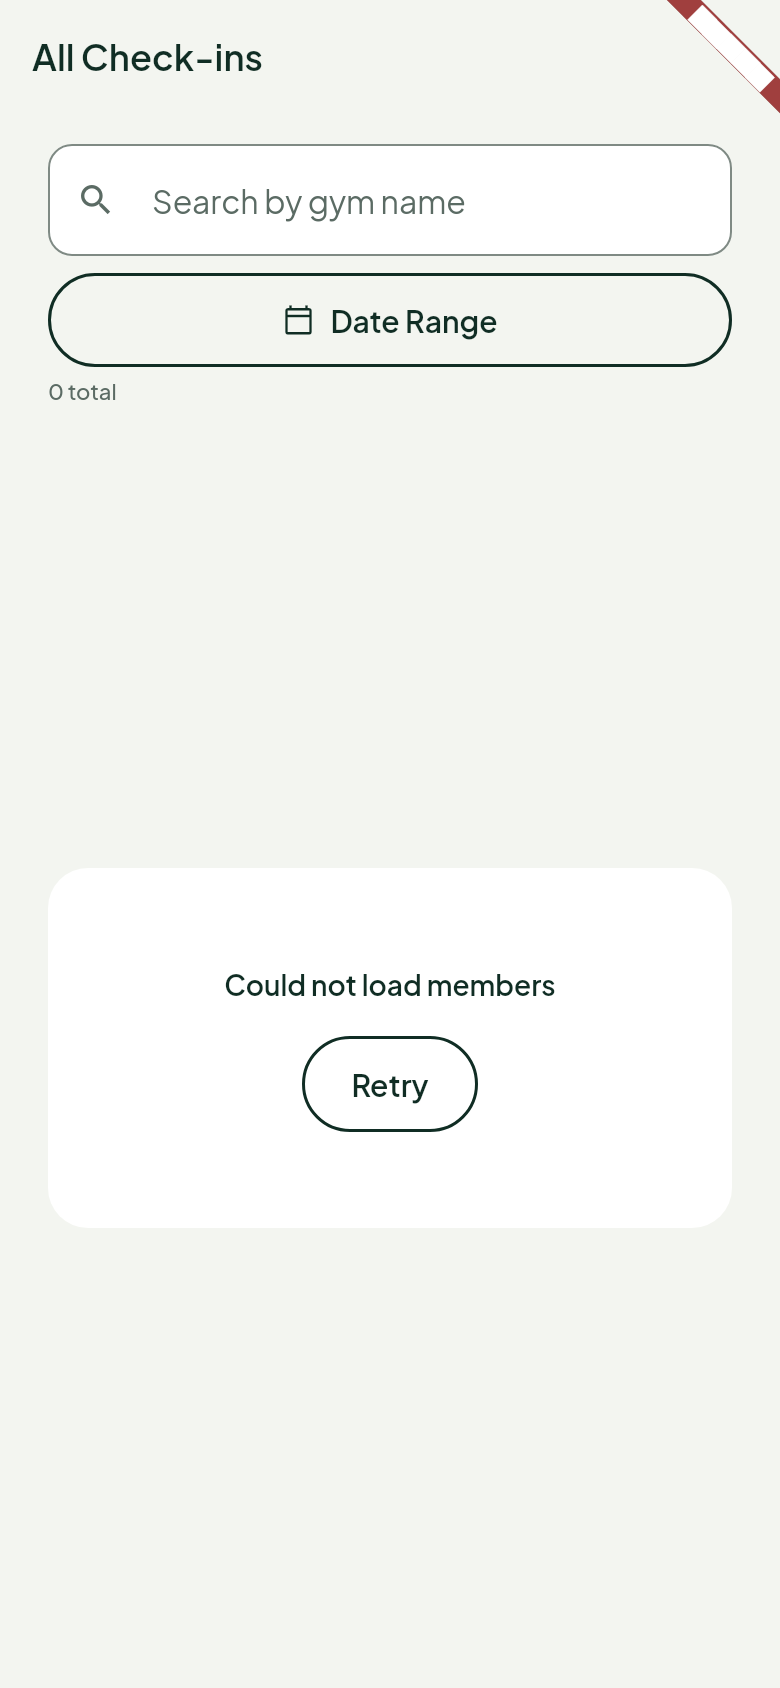 All Check-ins
Search by gym name
Date Range
0 total
Could not load members
Retry